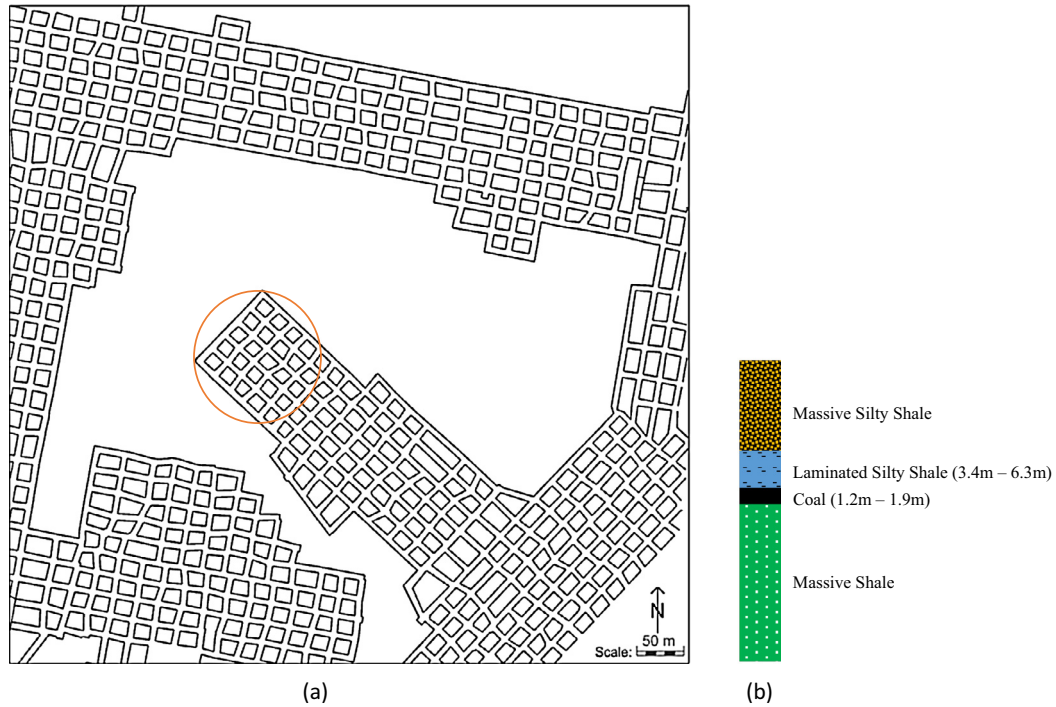 Massive Silty Shale
Laminated Silty Shale (3.4m – 6.3m)
Coal (1.2m – 1.9m)
Massive Shale
N
50 m
Scale:
(a)
(b)